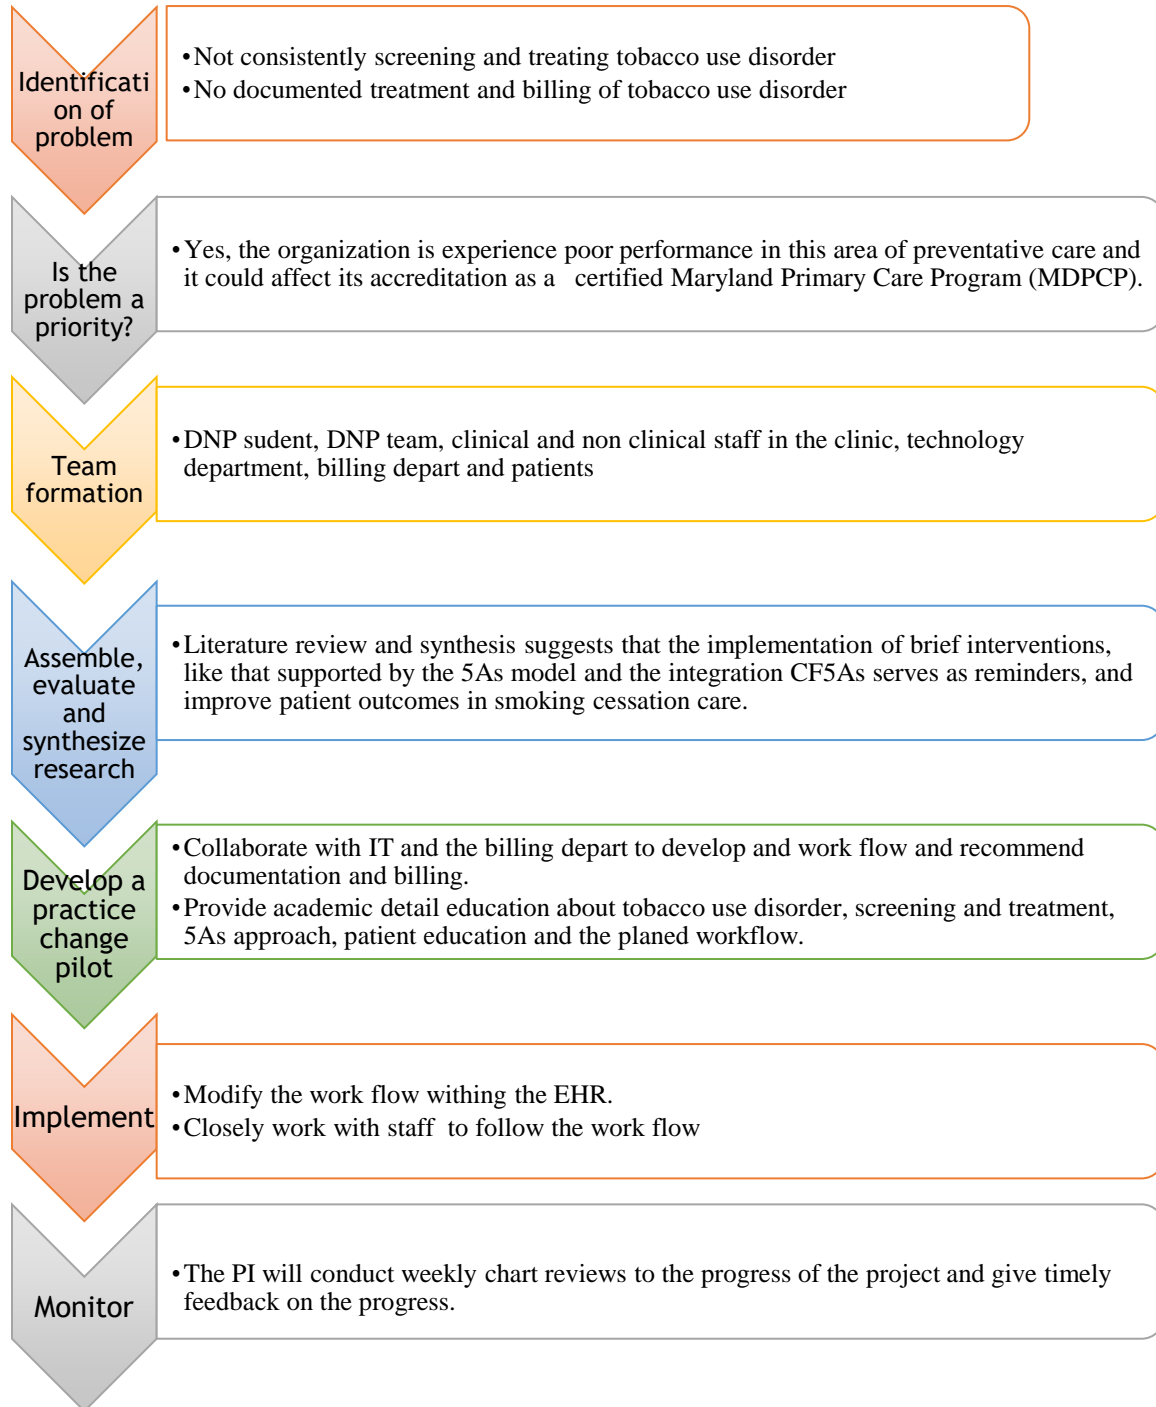 Identificati
on of
problem
•Not consistently screening and treating tobacco use disorder
•No documented treatment and billing of tobacco use disorder
Is the
problem a
priority?
•Yes, the organization is experience poor performance in this area of preventative care and
it could affect its accreditation as a certified Maryland Primary Care Program (MDPCP).
Team
formation
•DNP sudent, DNP team, clinical and non clinical staff in the clinic, technology
department, billing depart and patients
Assemble,
evaluate
and
synthesize
research
•Literature review and synthesis suggests that the implementation of brief interventions,
like that supported by the 5As model and the integration CF5As serves as reminders, and
improve patient outcomes in smoking cessation care.
Develop a
practice
change
pilot
•Collaborate with IT and the billing depart to develop and work flow and recommend
documentation and billing.
•Provide academic detail education about tobacco use disorder, screening and treatment,
5As approach, patient education and the planed workflow.
Implement
•Modify the work flow withing the EHR.
•Closely work with staff to follow the work flow
Monitor
•The PI will conduct weekly chart reviews to the progress of the project and give timely
feedback on the progress.